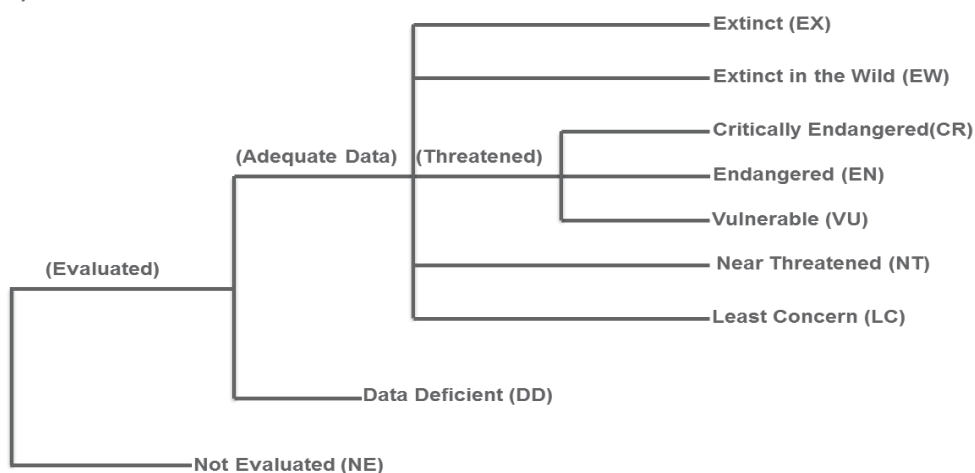 Extinct (EX)
Extinct in the Wild (EW)
Critically Endangered(CR)
(Adequate Data) (Threatened)
Endangered (EN)
Vulnerable (VU)
(Evaluated)
Near Threatened (NT)
Least Concern (LC)
Data Deficient (DD)
Not Evaluated (NE)